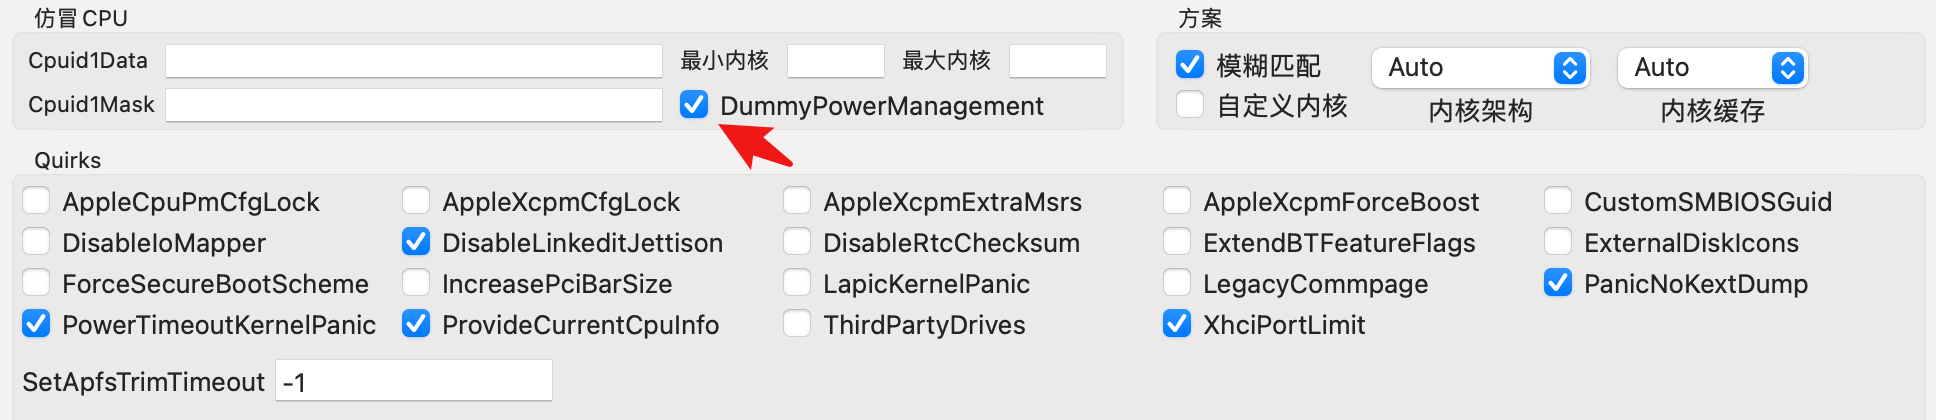 仿冒 CPU
Cpuid1Data 最小内核 最大内核
Cpuid1Mask DummyPowerManagement
方案
模糊匹配 Auto Auto
自定义内核 内核架构 内核缓存
Quirks
AppleCpuPmCfgLock AppleXcpmCfgLock AppleXcpmExtraMsrs AppleXcpmForceBoost CustomSMBIOSGuid
DisableIoMapper DisableLinkeditJettison DisableRtcChecksum ExtendBTFeatureFlags ExternalDiskIcons
ForceSecureBootScheme IncreasePciBarSize LapicKernelPanic LegacyCommpage PanicNoKextDump
PowerTimeoutKernelPanic ProvideCurrentCpuInfo ThirdPartyDrives XhciPortLimit
SetApfsTrimTimeout -1